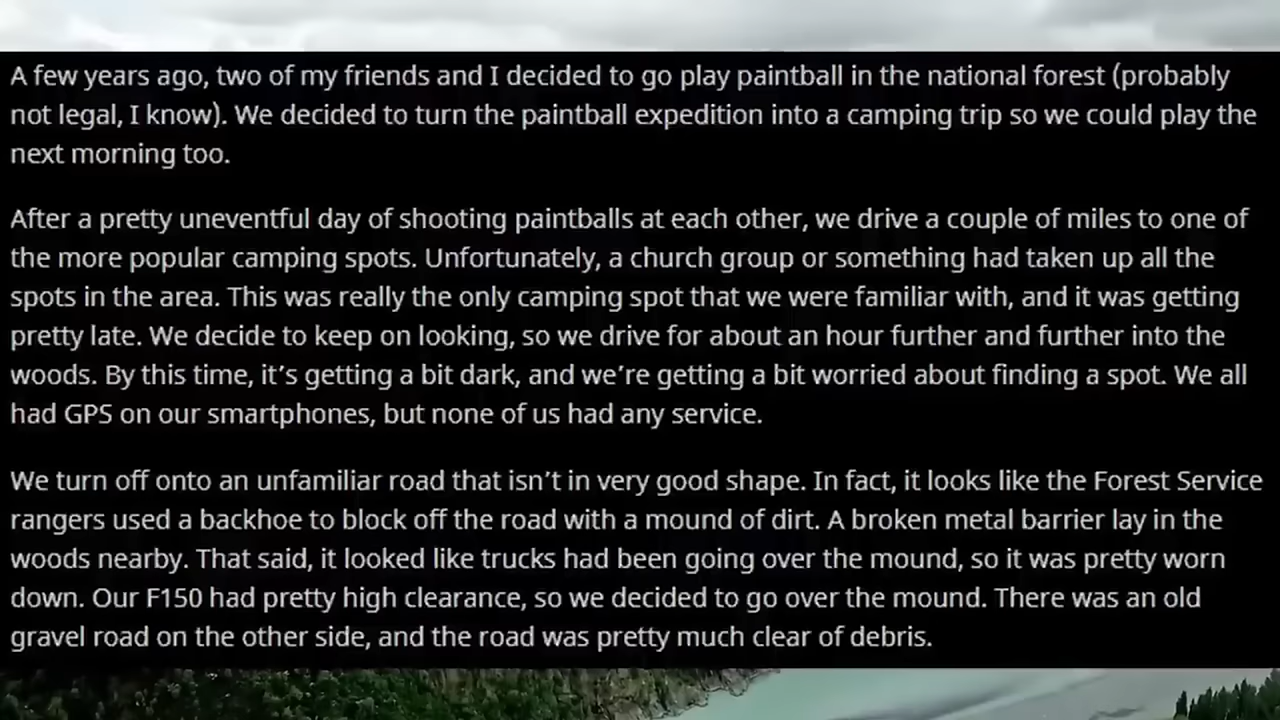 A few years ago, two of my friends and I decided to go play paintball in the national forest (probably
not legal, I know). We decided to turn the paintball expedition into a camping trip so we could play the
next morning too.
After a pretty uneventful day of shooting paintballs at each other, we drive a couple of miles to one of
the more popular camping spots. Unfortunately, a church group or something had taken up all the
spots in the area. This was really the only camping spot that we were familiar with, and it was getting
pretty late. We decide to keep on looking, so we drive for about an hour further and further into the
woods. By this time, it’s getting a bit dark, and we’re getting a bit worried about finding a spot. We all
had GPS on our smartphones, but none of us had any service.
We turn off onto an unfamiliar road that isn’t in very good shape. In fact, it looks like the Forest Service
rangers used a backhoe to block off the road with a mound of dirt. A broken metal barrier lay in the
woods nearby. That said, it looked like trucks had been going over the mound, so it was pretty worn
down. Our F150 had pretty high clearance, so we decided to go over the mound. There was an old
gravel road on the other side, and the road was pretty much clear of debris.